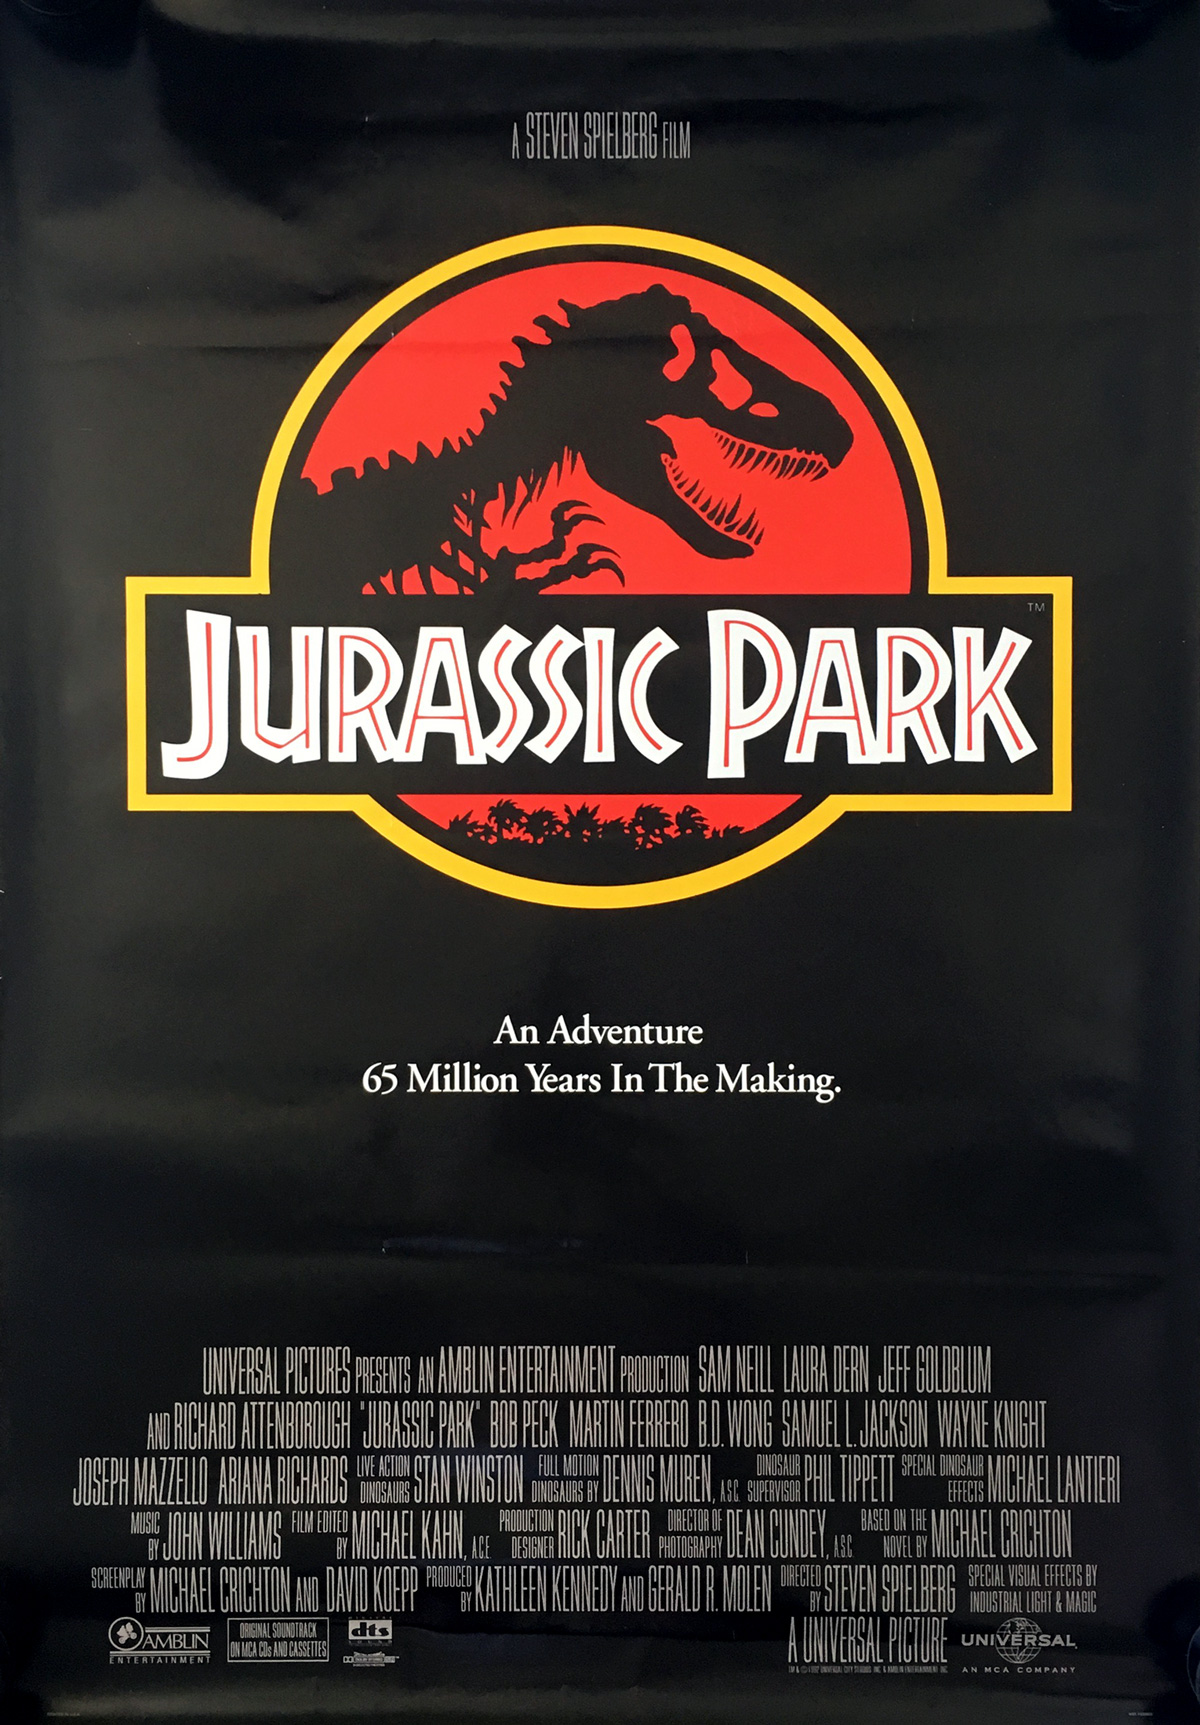 A STEVEN SPIELBERG FILM
JURASSIC PARK
TM
An Adventure
65 Million Years In The Making.
UNIVERSAL PICTURES PRESENTS AN AMBLIN ENTERTAINMENT PRODUCTION SAM NEILL LAURA DERN JEFF GOLDBLUM
AND RICHARD ATTENBOROUGH "JURASSIC PARK" BOB PECK MARTIN FERRERO B.D. WONG SAMUEL L. JACKSON WAYNE KNIGHT
JOSEPH MAZZELLO ARIANA RICHARDS LIVE ACTION DINOSAURS STAN WINSTON FULL MOTION DINOSAURS BY DENNIS MUREN, A.S.C. DINOSAUR SUPERVISOR PHIL TIPPETT SPECIAL DINOSAUR EFFECTS MICHAEL LANTIERI
MUSIC BY JOHN WILLIAMS FILM EDITED BY MICHAEL KAHN, A.C.E. PRODUCTION DESIGNER RICK CARTER DIRECTOR OF PHOTOGRAPHY DEAN CUNDEY, A.S.C. BASED ON THE NOVEL BY MICHAEL CRICHTON
SCREENPLAY BY MICHAEL CRICHTON AND DAVID KOEPP PRODUCED BY KATHLEEN KENNEDY AND GERALD R. MOLEN DIRECTED BY STEVEN SPIELBERG SPECIAL VISUAL EFFECTS BY INDUSTRIAL LIGHT & MAGIC
AMBLIN
ENTERTAINMENT
ORIGINAL SOUNDTRACK
ON MCA CDs AND CASSETTES
dts
A UNIVERSAL PICTURE
UNIVERSAL
AN MCA COMPANY